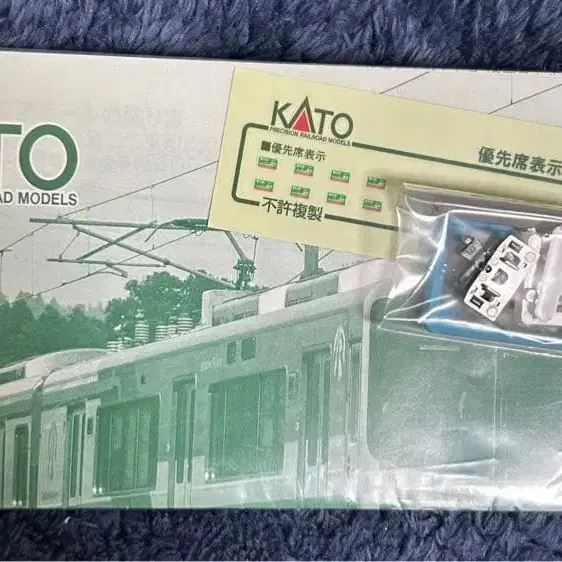 TO
AD MODELS
KATO
PRECISION RAILROAD MODELS
優先席表示
■優先席表示
不許複製